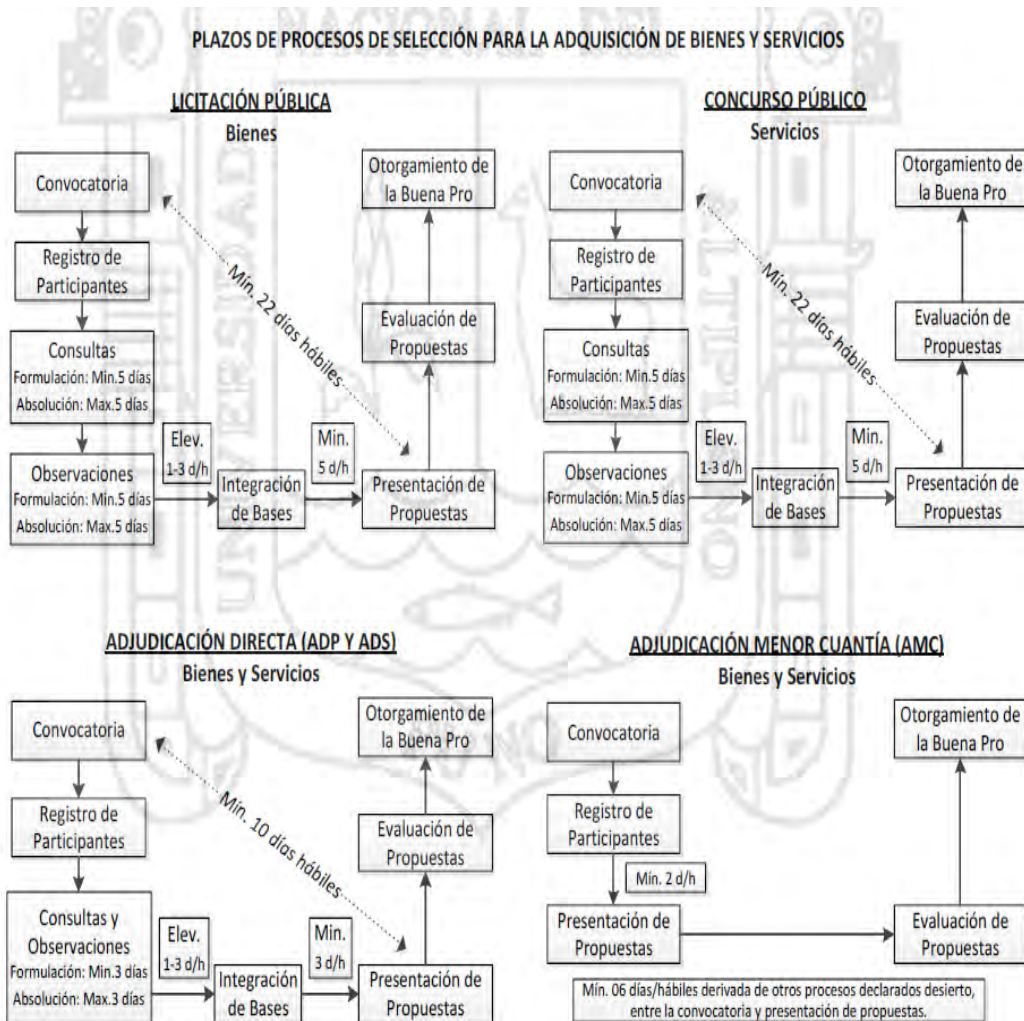 PLAZOS DE PROCESOS DE SELECCIÓN PARA LA ADQUISICIÓN DE BIENES Y SERVICIOS
LICITACIÓN PÚBLICA
Bienes
Convocatoria
Registro de
Participantes
Consultas
Formulación: Min.5 días
Absolución: Max.5 días
Observaciones
Formulación: Min.5 días
Absolución: Max.5 días
Elev.
1-3 d/h
Integración
de Bases
Min.
5 d/h
Presentación de
Propuestas
Evaluación de
Propuestas
Otorgamiento de
la Buena Pro
Mín. 22 días hábiles
CONCURSO PÚBLICO
Servicios
Convocatoria
Registro de
Participantes
Consultas
Formulación: Min.5 días
Absolución: Max.5 días
Observaciones
Formulación: Min.5 días
Absolución: Max.5 días
Elev.
1-3 d/h
Integración
de Bases
Min.
5 d/h
Presentación de
Propuestas
Evaluación de
Propuestas
Otorgamiento de
la Buena Pro
Mín. 22 días hábiles
ADJUDICACIÓN DIRECTA (ADP Y ADS)
Bienes y Servicios
Convocatoria
Registro de
Participantes
Consultas y
Observaciones
Formulación: Min.3 días
Absolución: Max.3 días
Elev.
1-3 d/h
Integración
de Bases
Min.
3 d/h
Presentación de
Propuestas
Evaluación de
Propuestas
Otorgamiento de
la Buena Pro
Mín. 10 días hábiles
ADJUDICACIÓN MENOR CUANTÍA (AMC)
Bienes y Servicios
Convocatoria
Registro de
Participantes
Mín. 2 d/h
Presentación de
Propuestas
Evaluación de
Propuestas
Otorgamiento de
la Buena Pro
Mín. 06 días/hábiles derivada de otros procesos declarados desierto,
entre la convocatoria y presentación de propuestas.
UNIVERSIDAD
NACIONAL DEL
ALTIPLANO